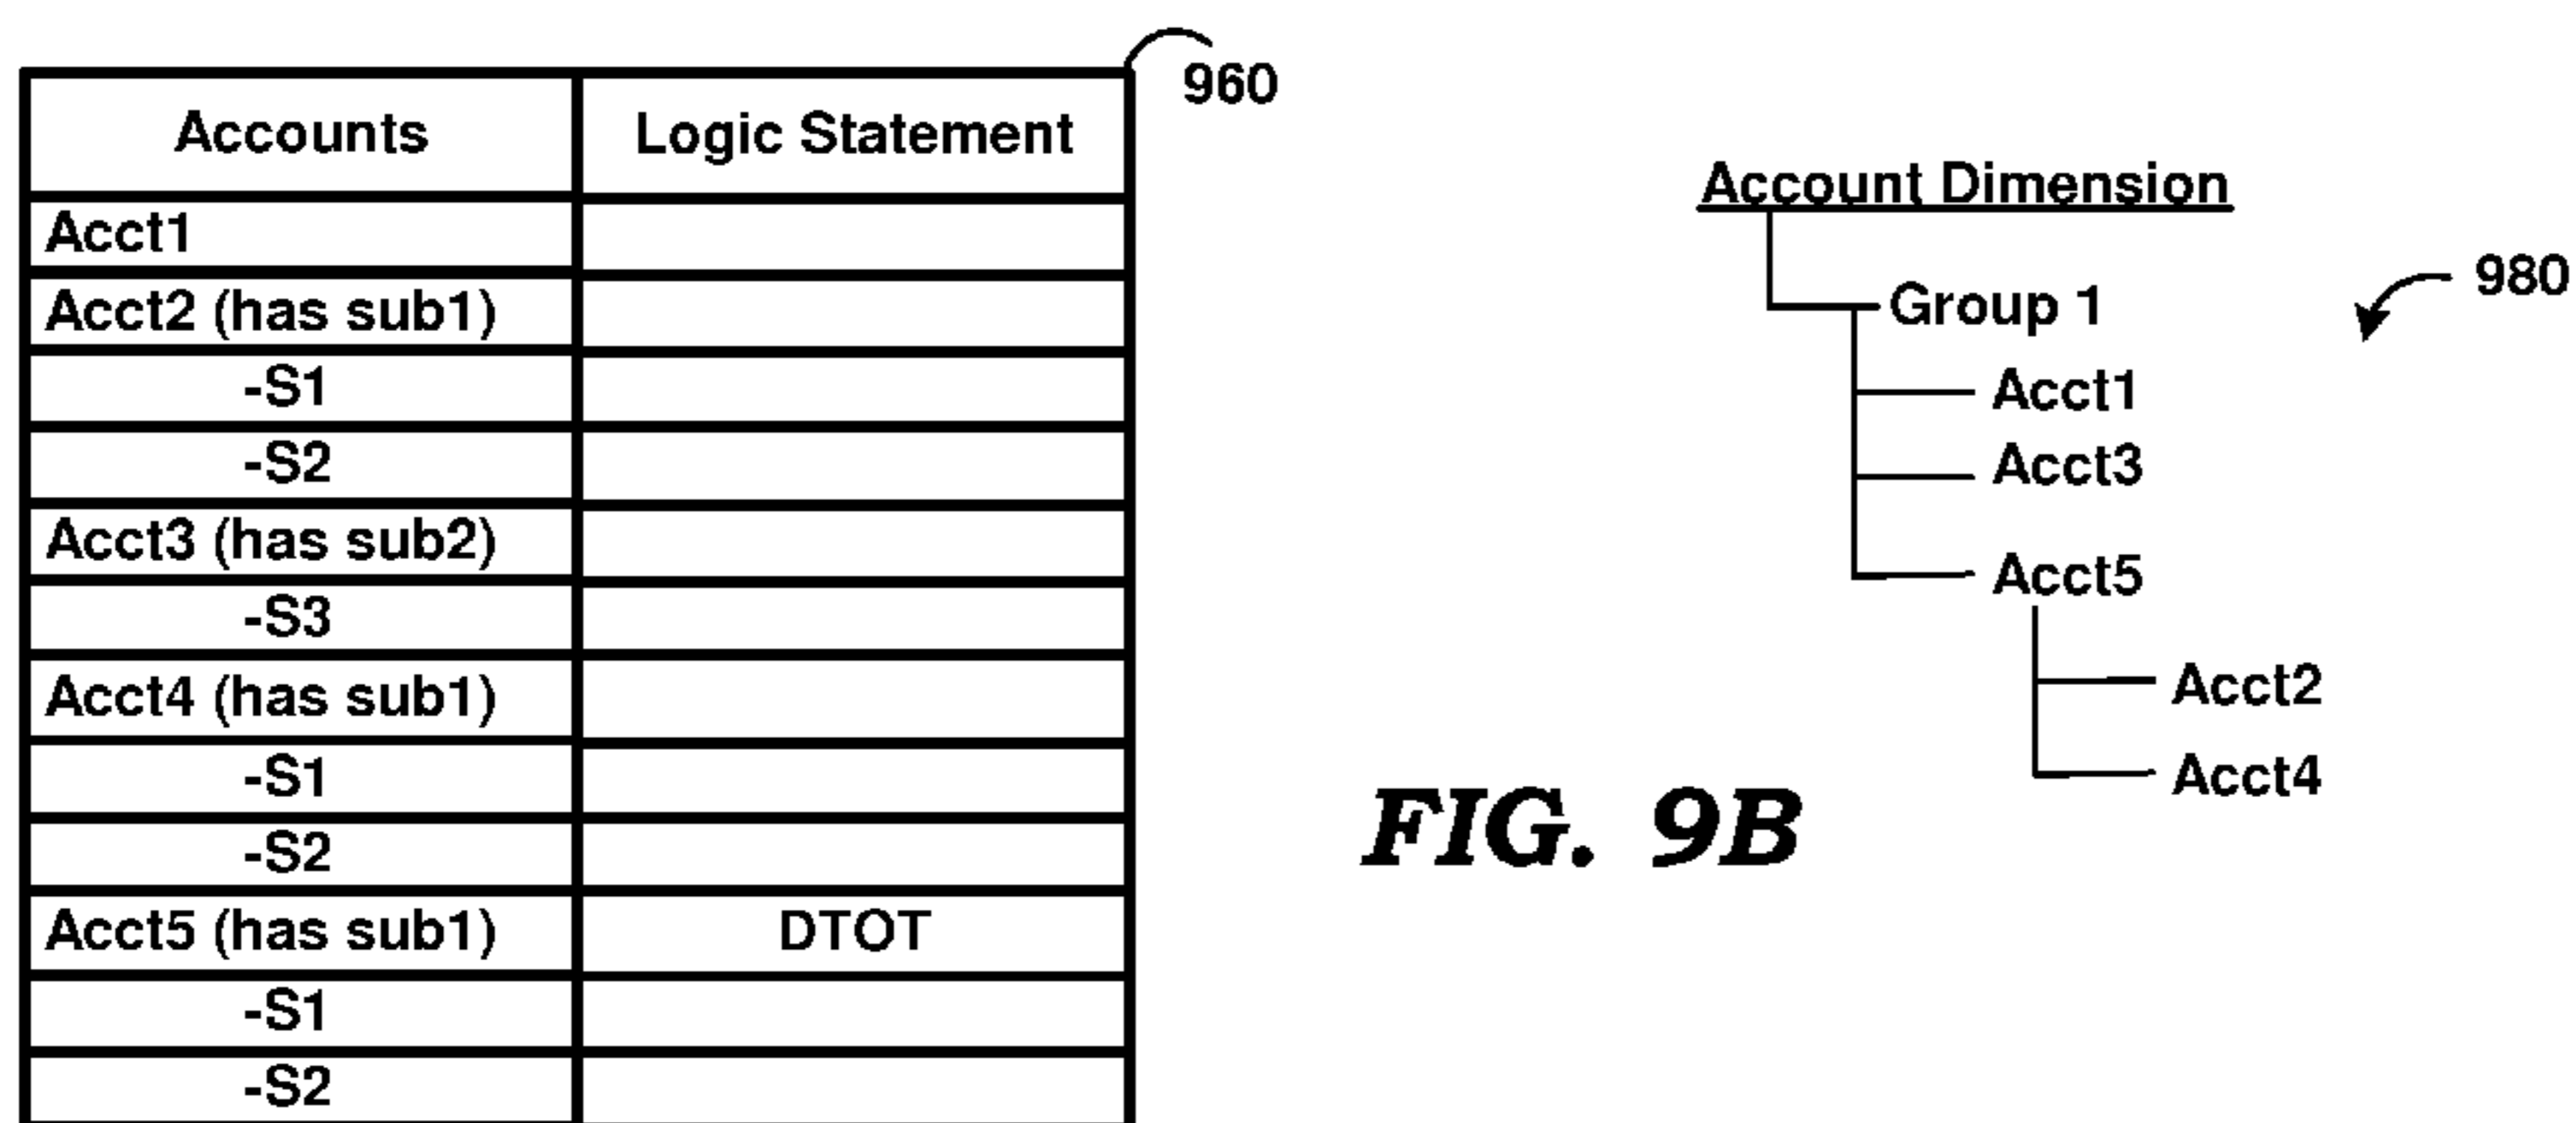 960
Accounts Logic Statement
Acct1
Acct2 (has sub1)
-S1
-S2
Acct3 (has sub2)
-S3
Acct4 (has sub1)
-S1
-S2
Acct5 (has sub1) DTOT
-S1
-S2
Account Dimension
980
Group 1
Acct1
Acct3
Acct5
Acct2
Acct4
FIG. 9B